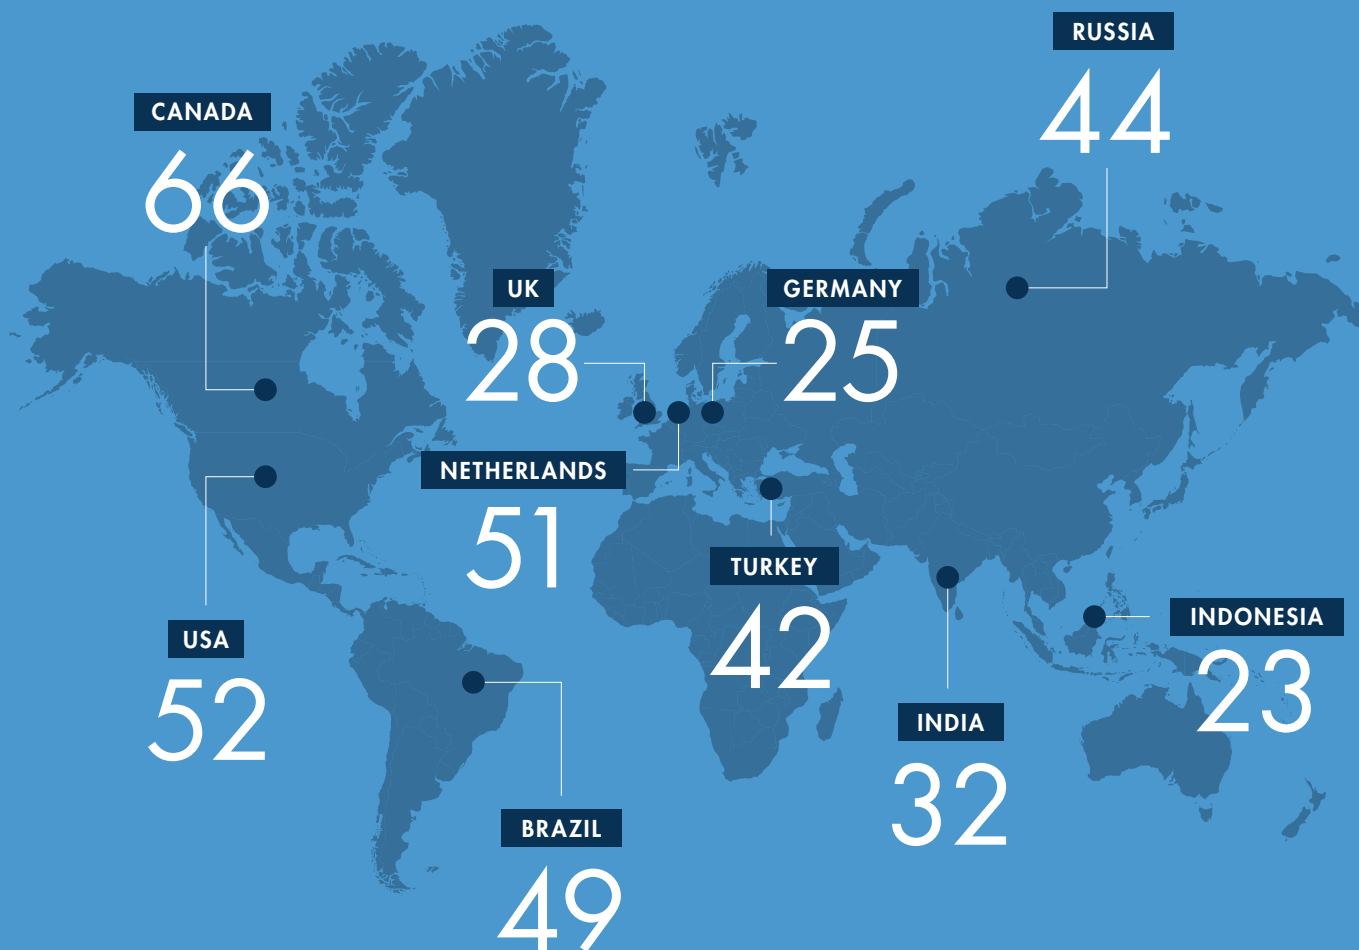 RUSSIA
44
CANADA
66
UK
28
GERMANY
25
NETHERLANDS
51
TURKEY
42
INDONESIA
23
USA
52
INDIA
32
BRAZIL
49